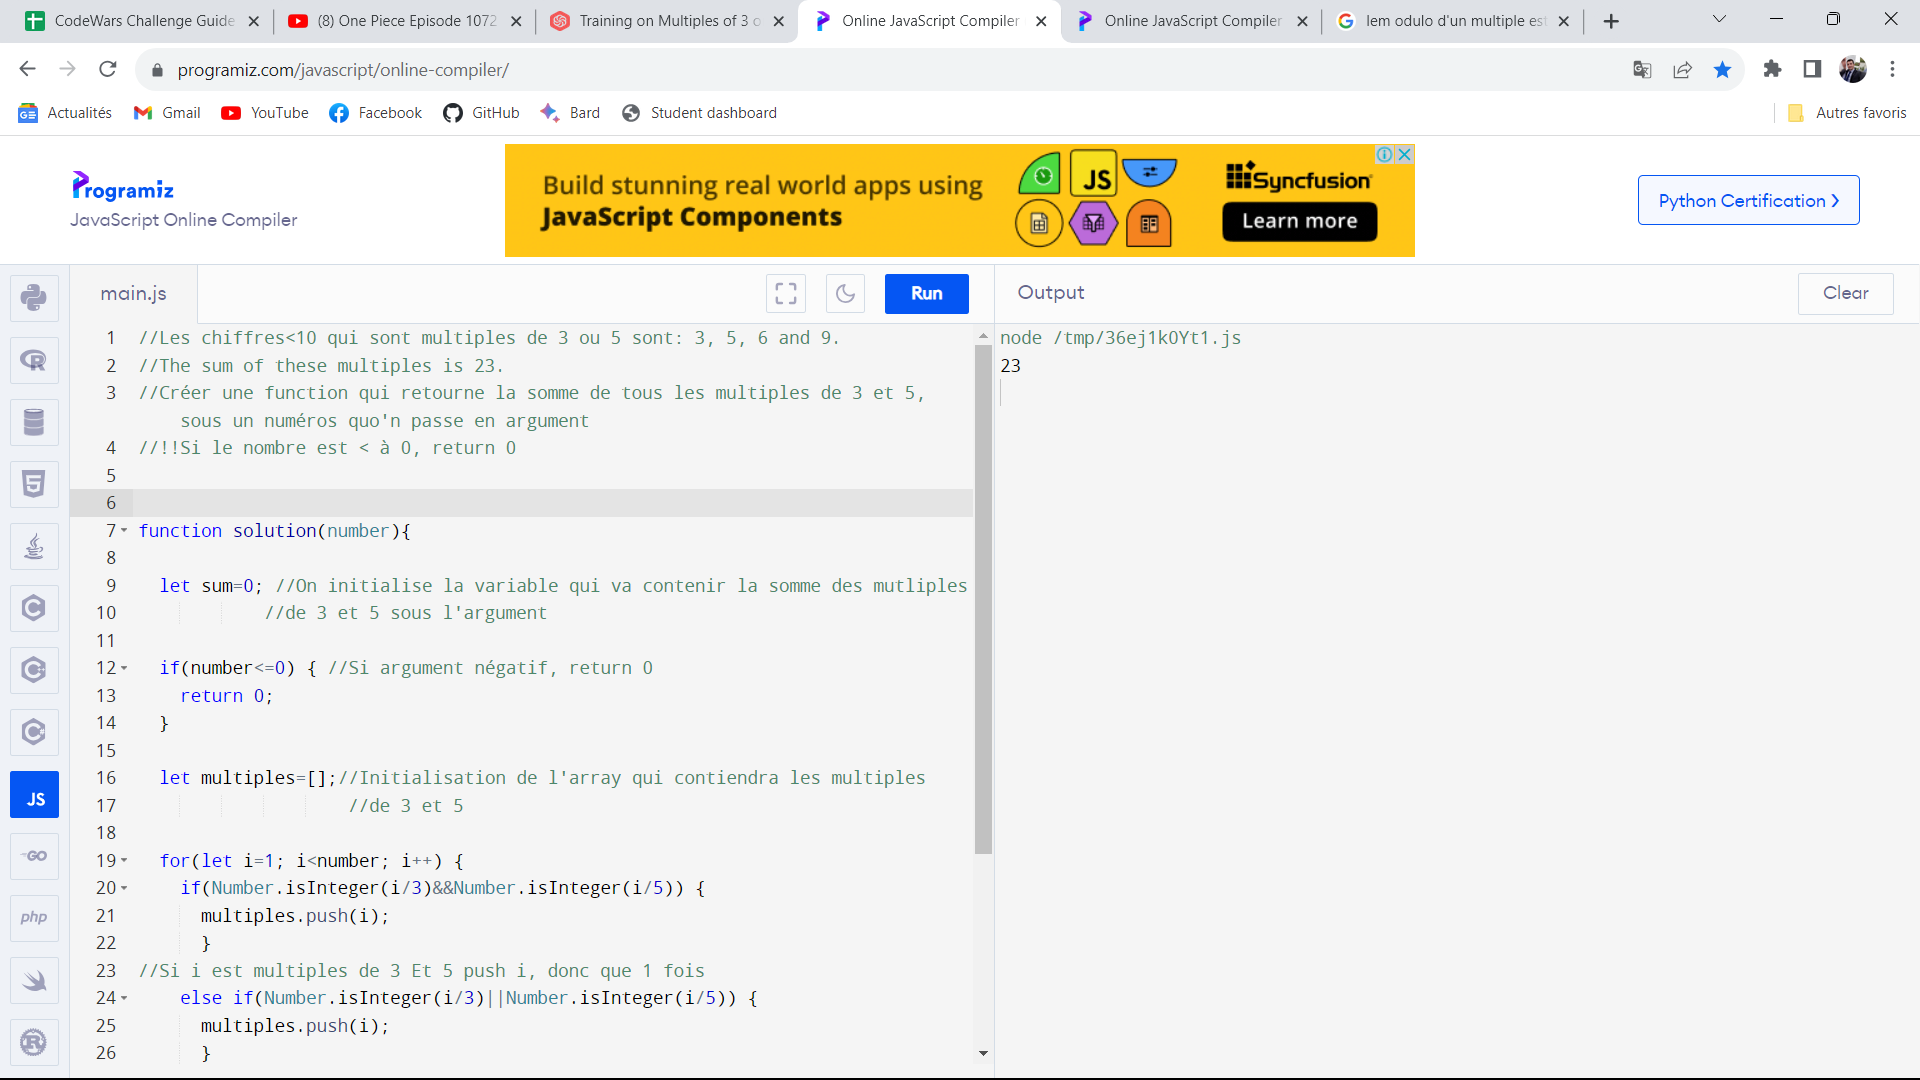 CodeWars Challenge Guide
(8) One Piece Episode 1072
Training on Multiples of 3 o
Online JavaScript Compiler
Online JavaScript Compiler
lem odulo d'un multiple est
programiz.com/javascript/online-compiler/
Actualités
Gmail
YouTube
Facebook
GitHub
Bard
Student dashboard
Autres favoris
Programiz
JavaScript Online Compiler
Build stunning real world apps using
JavaScript Components
JS
Syncfusion
Learn more
Python Certification
main.js
Run
Output
Clear
1 //Les chiffres<10 qui sont multiples de 3 ou 5 sont: 3, 5, 6 and 9.
2 //The sum of these multiples is 23.
3 //Créer une function qui retourne la somme de tous les multiples de 3 et 5,
sous un numéros quo'n passe en argument
4 //!!Si le nombre est < à 0, return 0
5
6
7 function solution(number){
8
9 let sum=0; //On initialise la variable qui va contenir la somme des mutliples
10 //de 3 et 5 sous l'argument
11
12 if(number<=0) { //Si argument négatif, return 0
13 return 0;
14 }
15
16 let multiples=[];//Initialisation de l'array qui contiendra les multiples
17 //de 3 et 5
18
19 for(let i=1; i<number; i++) {
20 if(Number.isInteger(i/3)&&Number.isInteger(i/5)) {
21 multiples.push(i);
22 }
23 //Si i est multiples de 3 Et 5 push i, donc que 1 fois
24 else if(Number.isInteger(i/3)||Number.isInteger(i/5)) {
25 multiples.push(i);
26 }
node /tmp/36ej1k0Yt1.js
23
JS
GO
php